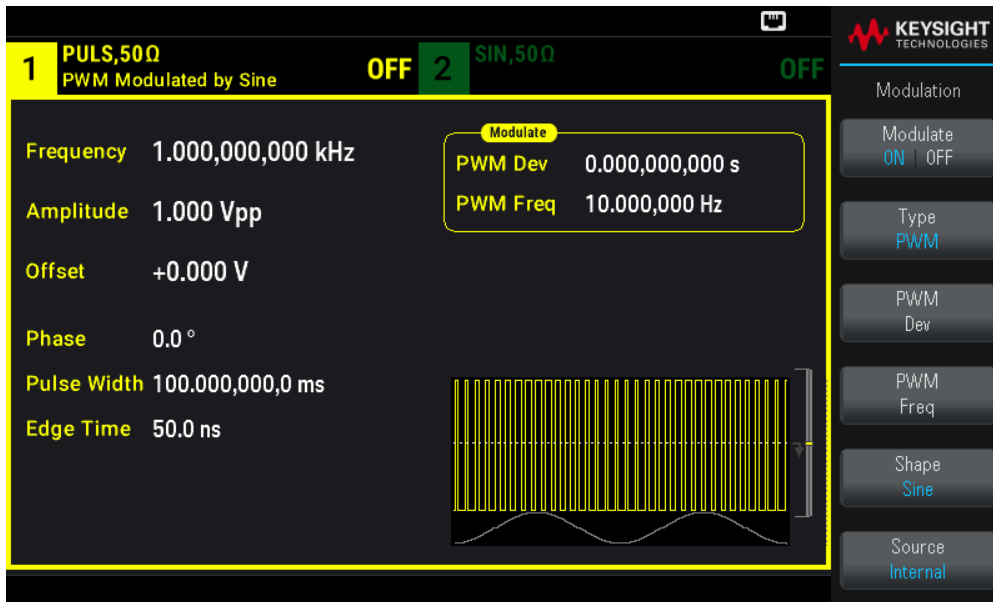 KEYSIGHT
TECHNOLOGIES
1 PULS,50Ω OFF 2 SIN,50Ω OFF
PWM Modulated by Sine
Modulation
Frequency 1.000,000,000 kHz
Amplitude 1.000 Vpp
Offset +0.000 V
Phase 0.0 °
Pulse Width 100.000,000,0 ms
Edge Time 50.0 ns
Modulate
PWM Dev 0.000,000,000 s
PWM Freq 10.000,000 Hz
Modulate
ON | OFF
Type
PWM
PWM
Dev
PWM
Freq
Shape
Sine
Source
Internal